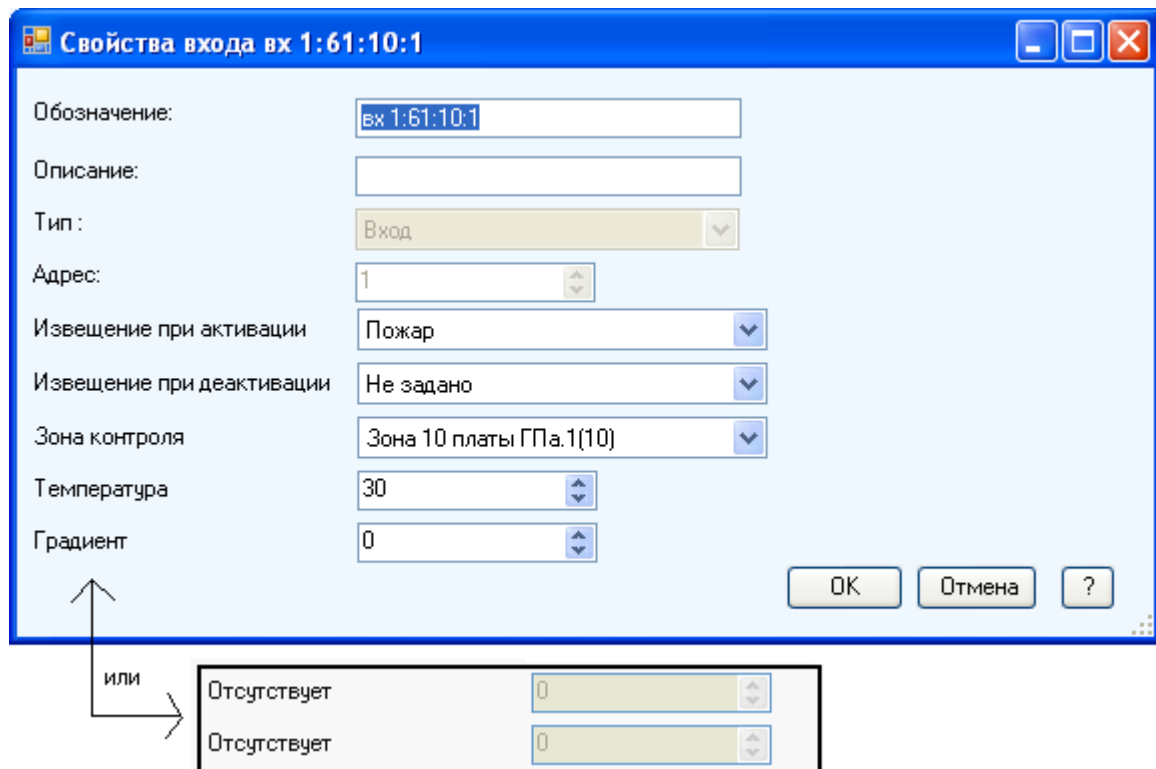 Свойства входа вх 1:61:10:1
Обозначение: вх 1:61:10:1
Описание:
Тип : Вход
Адрес: 1
Извещение при активации Пожар
Извещение при деактивации Не задано
Зона контроля Зона 10 платы ГПа.1(10)
Температура 30
Градиент 0
OK Отмена ?
или
Отсутствует 0
Отсутствует 0